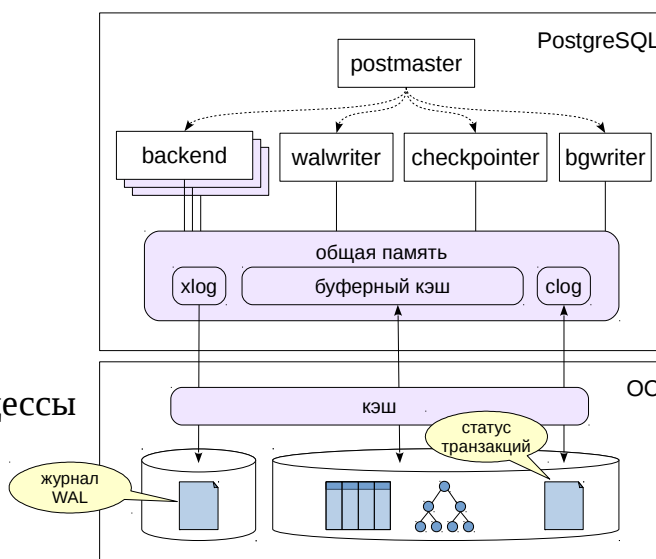 PostgreSQL
postmaster
backend
walwriter
checkpointer
bgwriter
общая память
xlog
буферный кэш
clog
цессы
ОС
кэш
статус
транзакций
журнал
WAL